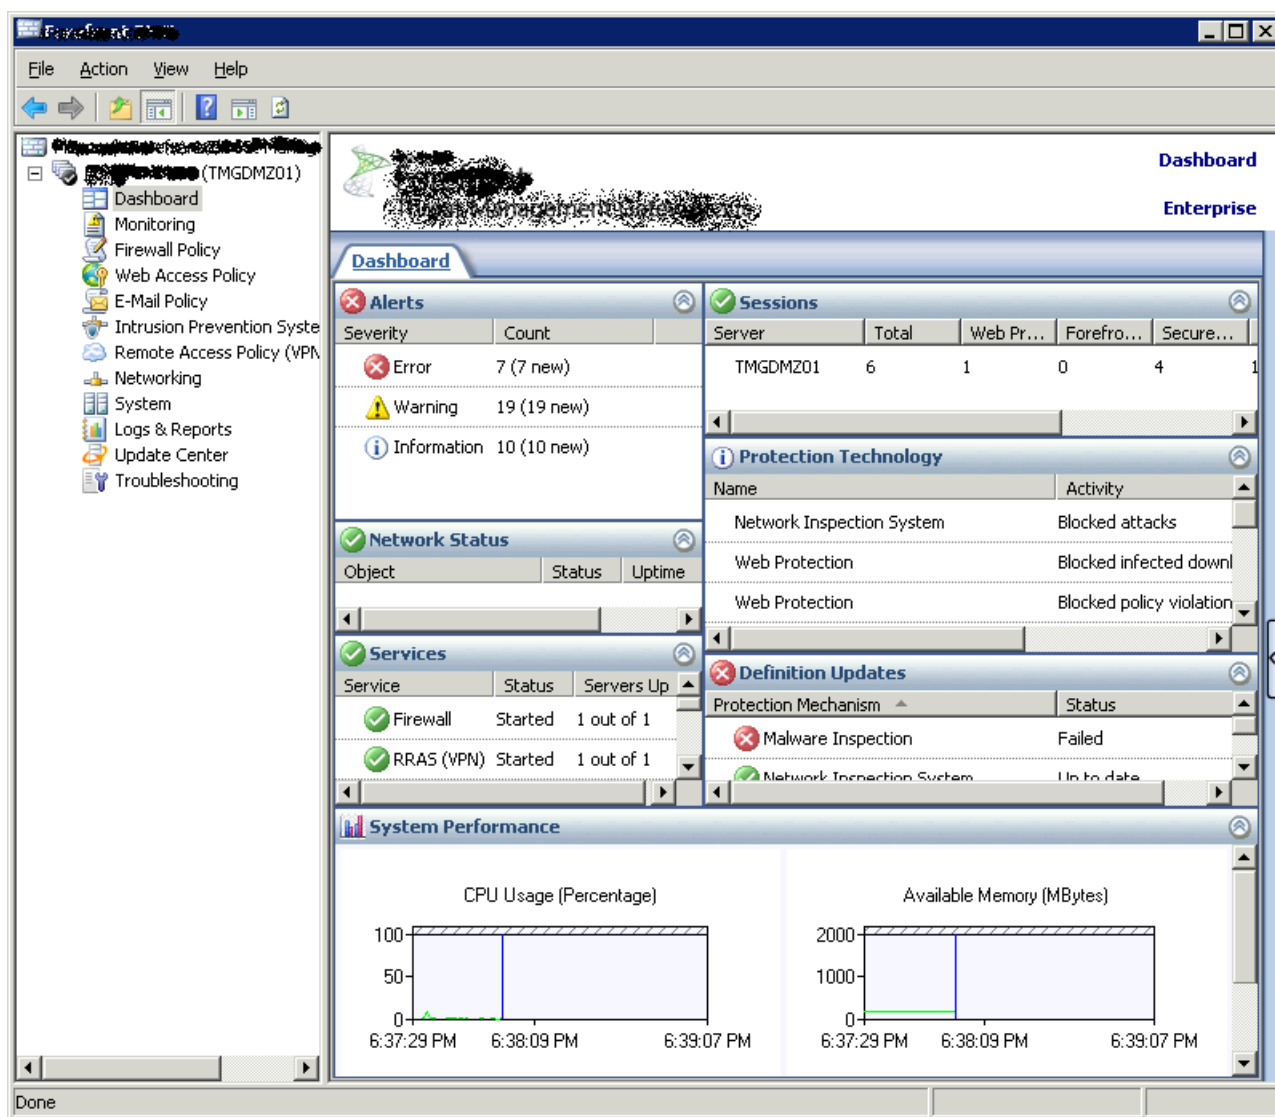 File Action View Help
(TMGDMZ01)
Dashboard
Monitoring
Firewall Policy
Web Access Policy
E-Mail Policy
Intrusion Prevention Syste
Remote Access Policy (VPN
Networking
System
Logs & Reports
Update Center
Troubleshooting
Dashboard
Enterprise
Dashboard
Alerts
Severity Count
Error 7 (7 new)
Warning 19 (19 new)
Information 10 (10 new)
Network Status
Object Status Uptime
Services
Service Status Servers Up
Firewall Started 1 out of 1
RRAS (VPN) Started 1 out of 1
Sessions
Server Total Web Pr... Forefro... Secure...
TMGDMZ01 6 1 0 4 1
Protection Technology
Name Activity
Network Inspection System Blocked attacks
Web Protection Blocked infected downl
Web Protection Blocked policy violation
Definition Updates
Protection Mechanism Status
Malware Inspection Failed
Network Inspection System Up to date
System Performance
CPU Usage (Percentage)
100
50
0
6:37:29 PM 6:38:09 PM 6:39:07 PM
Available Memory (MBytes)
2000
1000
0
6:37:29 PM 6:38:09 PM 6:39:07 PM
Done